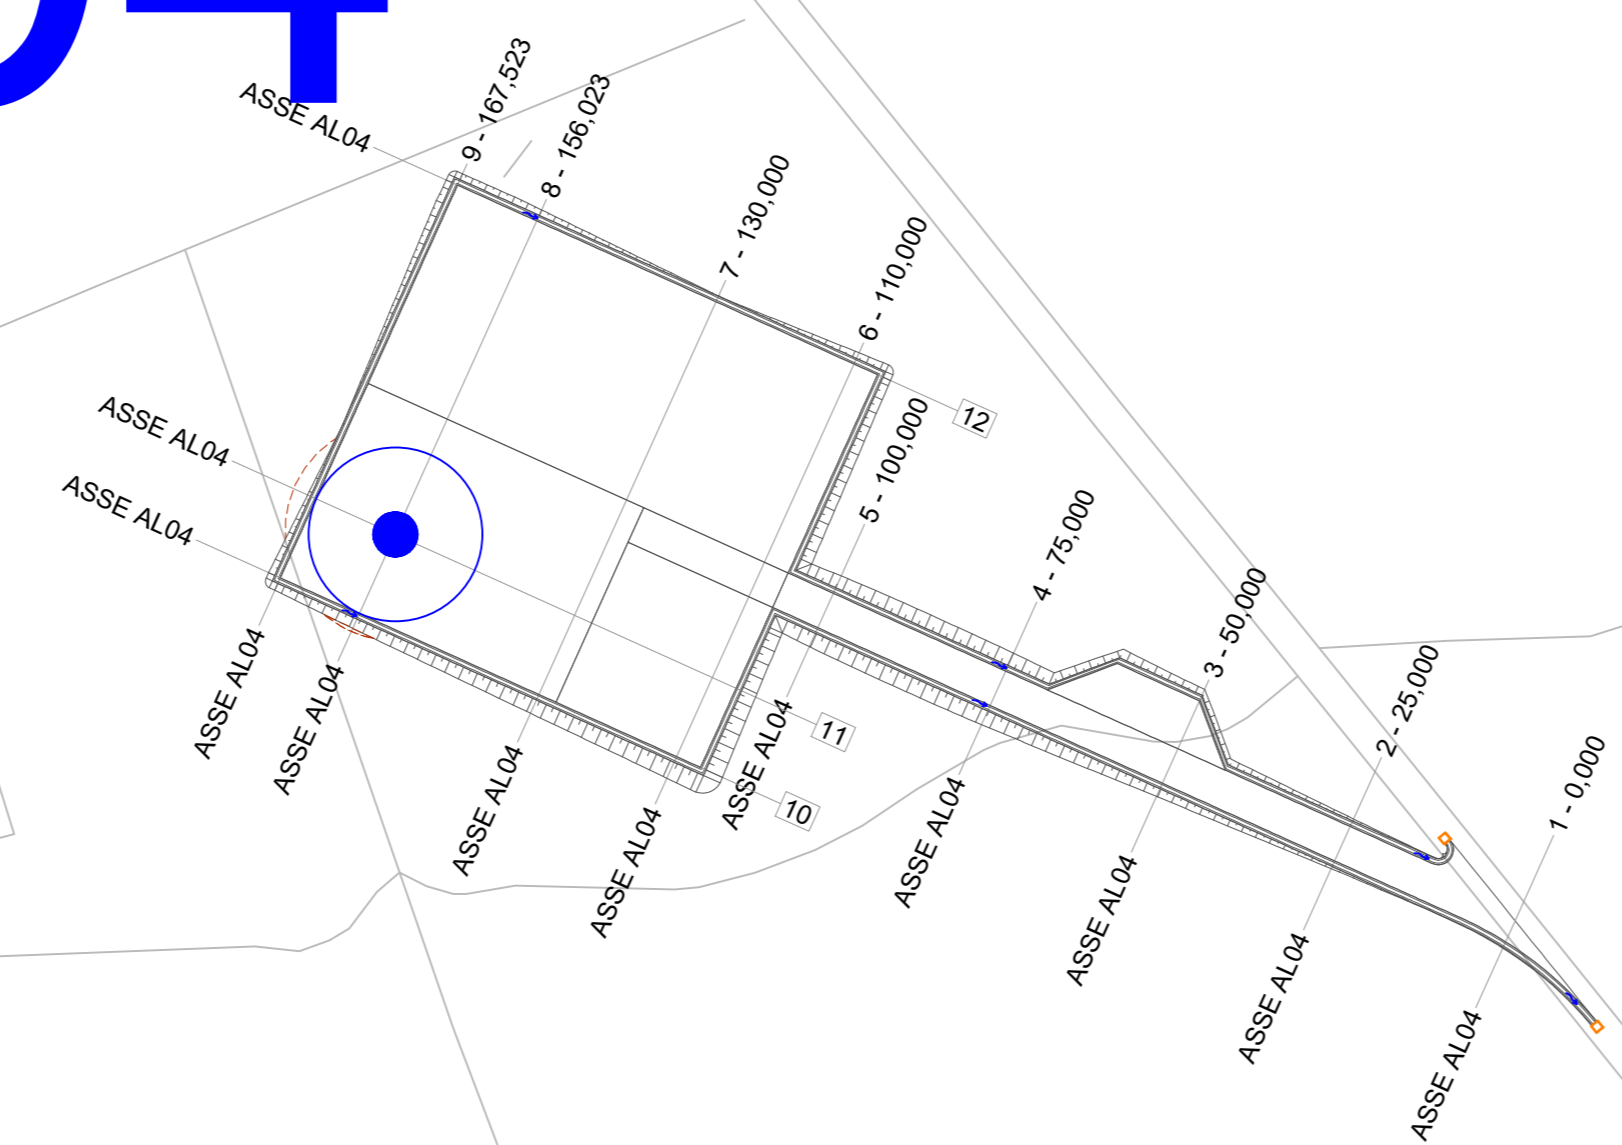 04
ASSE AL04
9 - 167,523
8 - 156,023
7 - 130,000
6 - 110,000
12
5 - 100,000
ASSE AL04
ASSE AL04
4 - 75,000
3 - 50,000
2 - 25,000
1 - 0,000
11
10
ASSE AL04
ASSE AL04
ASSE AL04
ASSE AL04
ASSE AL04
ASSE AL04
ASSE AL04
ASSE AL04
ASSE AL04